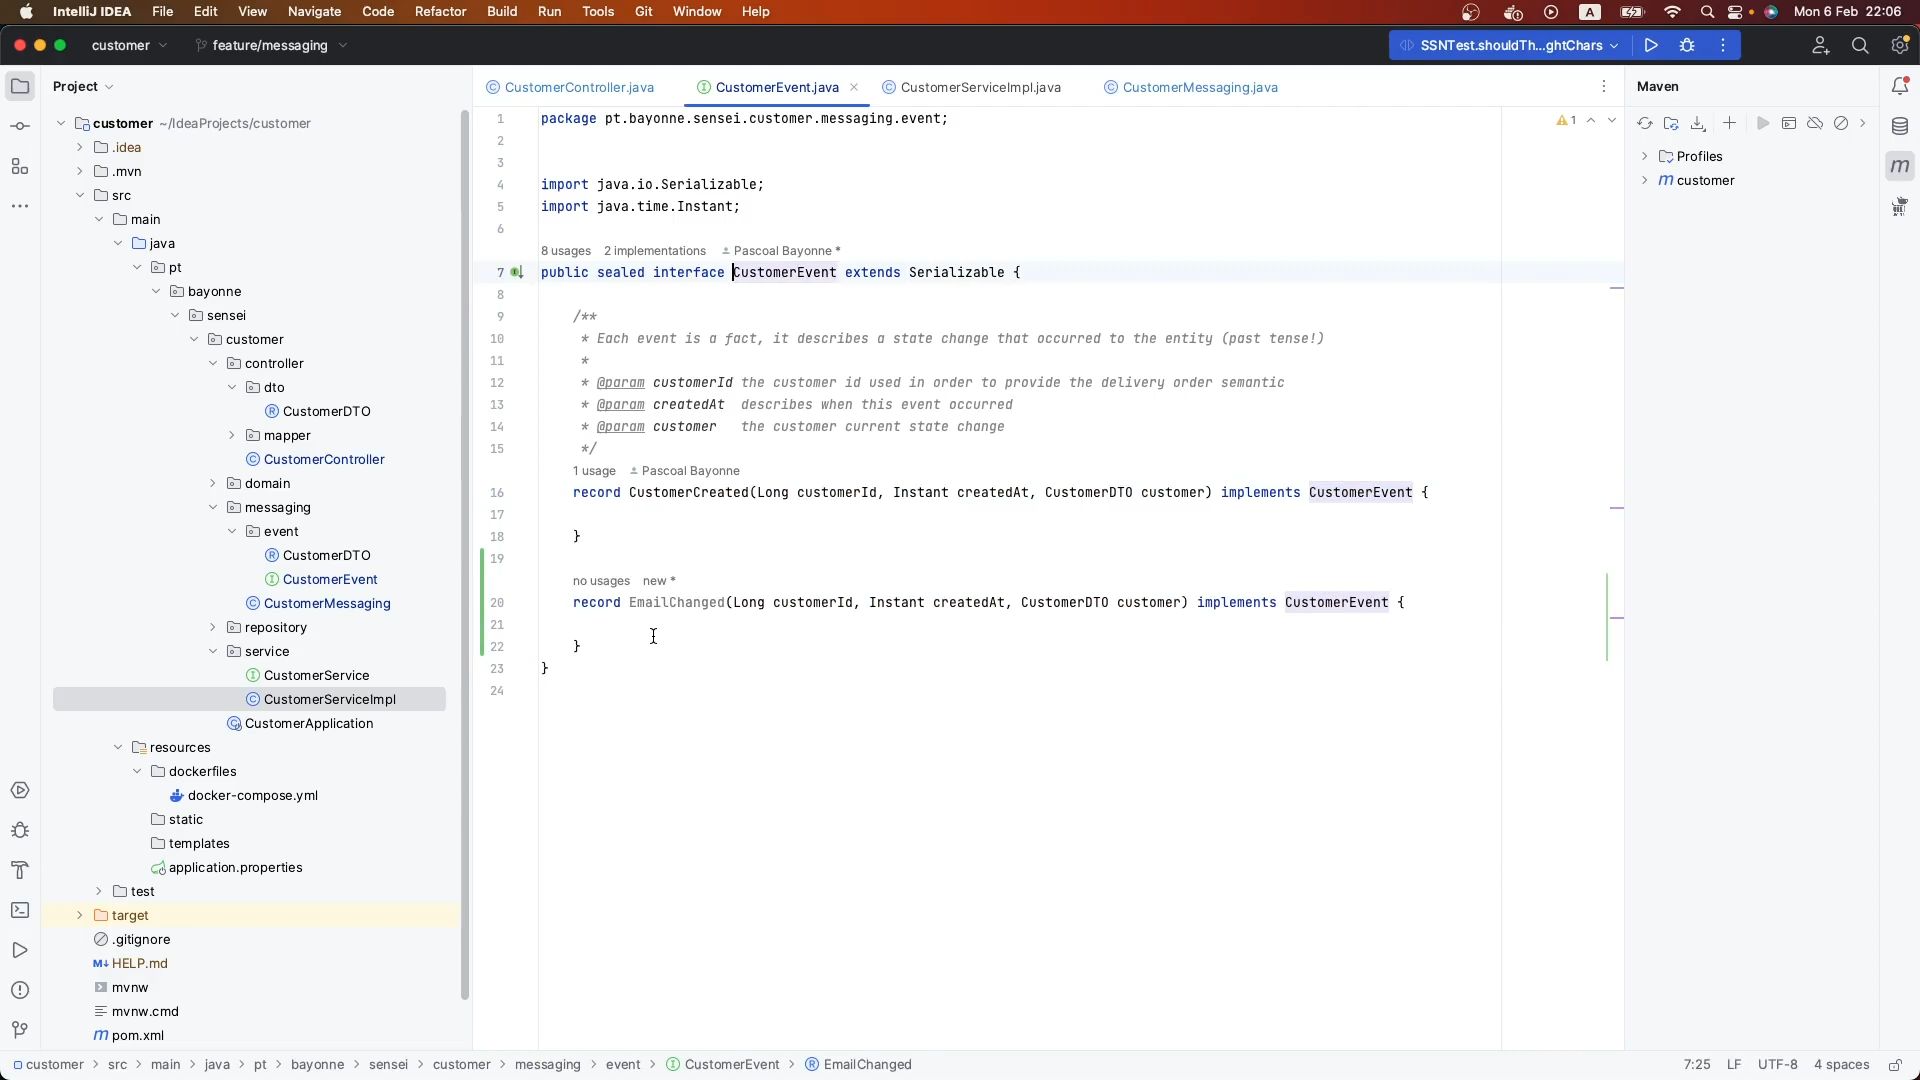 IntelliJ IDEA File Edit View Navigate Code Refactor Build Run Tools Git Window Help A Mon 6 Feb 22:06
customer feature/messaging SSNTest.shouldTh...ghtChars
Project CustomerController.java CustomerEvent.java CustomerServiceImpl.java CustomerMessaging.java Maven
customer ~/IdeaProjects/customer
.idea
.mvn
src
main
java
pt
bayonne
sensei
customer
controller
dto
CustomerDTO
mapper
CustomerController
domain
messaging
event
CustomerDTO
CustomerEvent
CustomerMessaging
repository
service
CustomerService
CustomerServiceImpl
CustomerApplication
resources
dockerfiles
docker-compose.yml
static
templates
application.properties
test
target
.gitignore
M↓ HELP.md
mvnw
mvnw.cmd
m pom.xml
1 package pt.bayonne.sensei.customer.messaging.event;
2
3
4 import java.io.Serializable;
5 import java.time.Instant;
6
8 usages 2 implementations Pascoal Bayonne *
7 public sealed interface CustomerEvent extends Serializable {
8
9 /**
10 * Each event is a fact, it describes a state change that occurred to the entity (past tense!)
11 *
12 * @param customerId the customer id used in order to provide the delivery order semantic
13 * @param createdAt describes when this event occurred
14 * @param customer the customer current state change
15 */
1 usage Pascoal Bayonne
16 record CustomerCreated(Long customerId, Instant createdAt, CustomerDTO customer) implements CustomerEvent {
17
18 }
19
no usages new *
20 record EmailChanged(Long customerId, Instant createdAt, CustomerDTO customer) implements CustomerEvent {
21
22 }
23 }
24
1
Profiles
m customer
m
customer > src > main > java > pt > bayonne > sensei > customer > messaging > event > CustomerEvent > EmailChanged 7:25 LF UTF-8 4 spaces